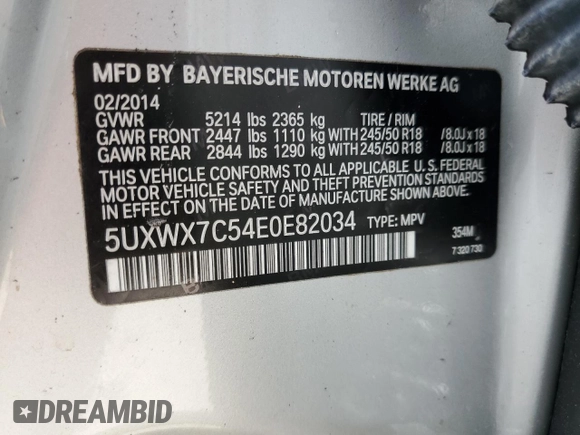 MFD BY BAYERISCHE MOTOREN WERKE AG
02/2014
GVWR 5214 lbs 2365 kg TIRE / RIM
GAWR FRONT 2447 lbs 1110 kg WITH 245/50 R18 /8.0J x 18
GAWR REAR 2844 lbs 1290 kg WITH 245/50 R18 /8.0J x 18
THIS VEHICLE CONFORMS TO ALL APPLICABLE U. S. FEDERAL
MOTOR VEHICLE SAFETY AND THEFT PREVENTION STANDARDS
IN EFFECT ON THE DATE OF MANUFACTURE SHOWN ABOVE.
5UXWX7C54E0E82034 TYPE: MPV 354M
7 320 730
DREAMBID